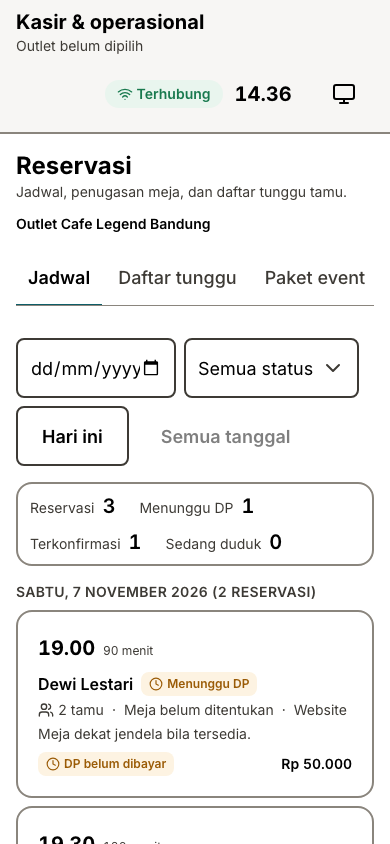 Kasir & operasional
Outlet belum dipilih
Terhubung 14.36
Reservasi
Jadwal, penugasan meja, dan daftar tunggu tamu.
Outlet Cafe Legend Bandung
Jadwal Daftar tunggu Paket event
dd/mm/yyyy Semua status
Hari ini Semua tanggal
Reservasi 3 Menunggu DP 1
Terkonfirmasi 1 Sedang duduk 0
SABTU, 7 NOVEMBER 2026 (2 RESERVASI)
19.00 90 menit
Dewi Lestari Menunggu DP
2 tamu · Meja belum ditentukan · Website
Meja dekat jendela bila tersedia.
DP belum dibayar Rp 50.000
19.30